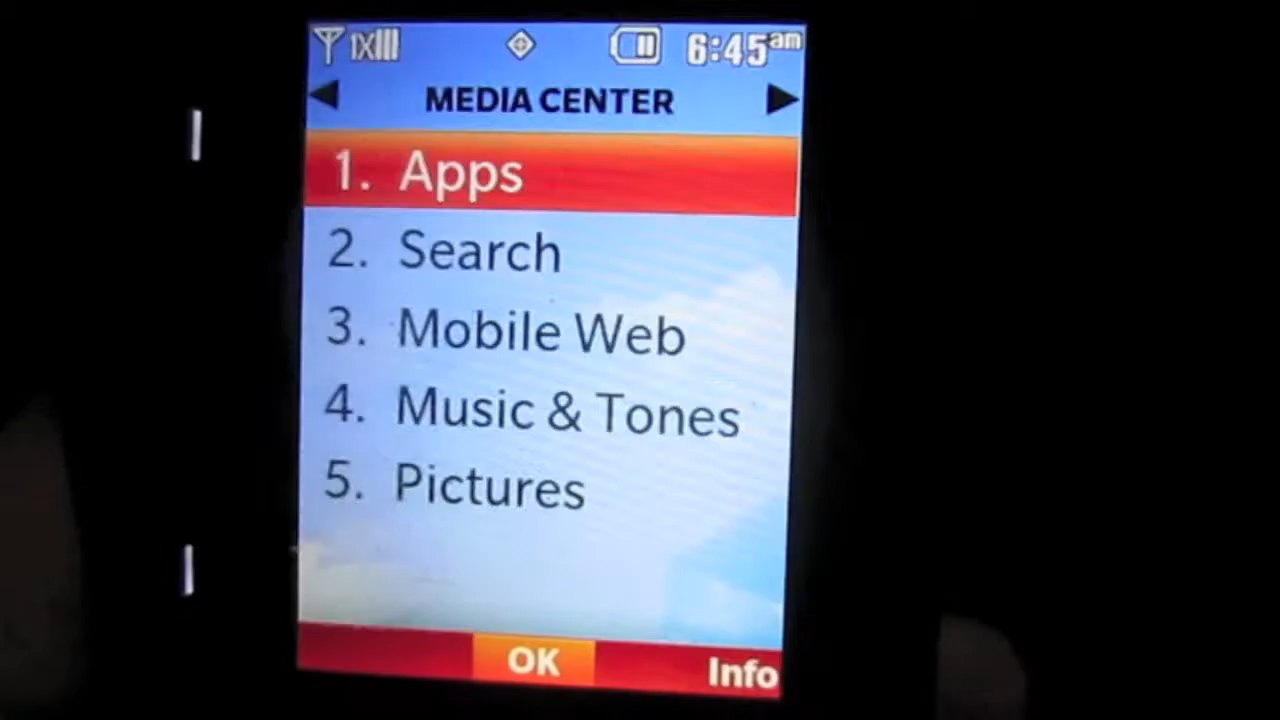 1X 6:45am
MEDIA CENTER
1. Apps
2. Search
3. Mobile Web
4. Music & Tones
5. Pictures
OK Info